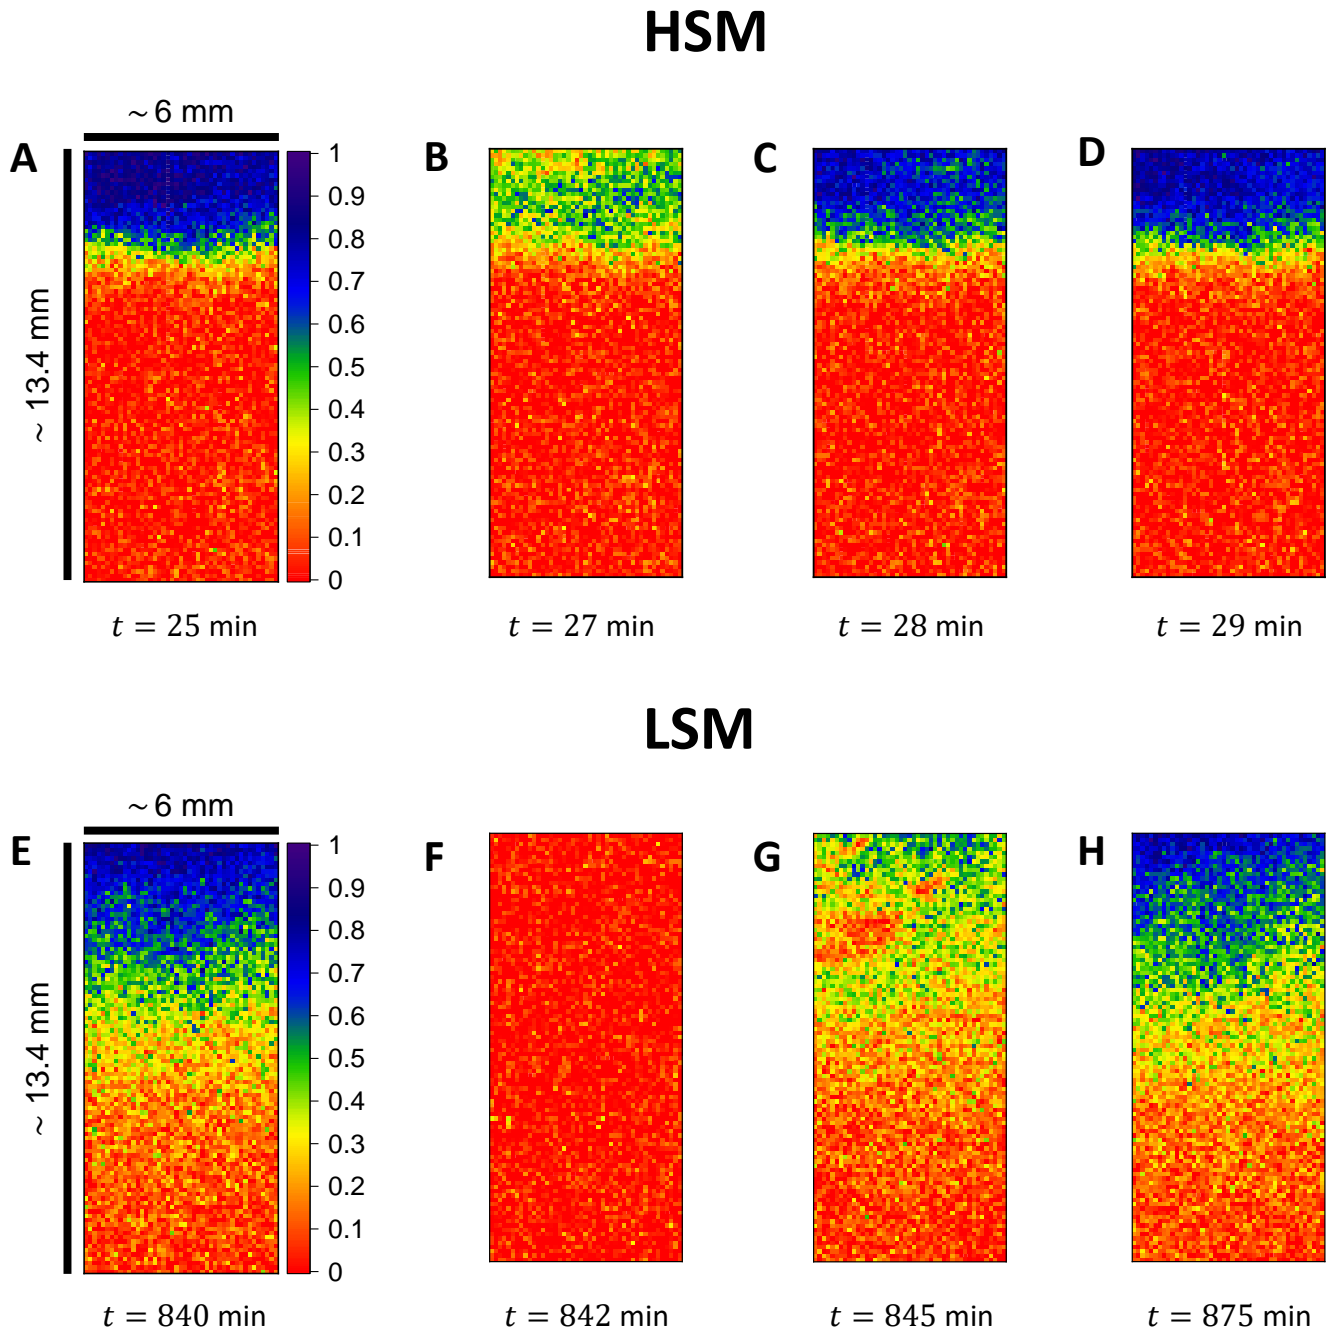 HSM
~ 6 mm
A
B
C
D
~ 13.4 mm
1
0.9
0.8
0.7
0.6
0.5
0.4
0.3
0.2
0.1
0
t = 25 min
t = 27 min
t = 28 min
t = 29 min
LSM
~ 6 mm
E
F
G
H
~ 13.4 mm
1
0.9
0.8
0.7
0.6
0.5
0.4
0.3
0.2
0.1
0
t = 840 min
t = 842 min
t = 845 min
t = 875 min